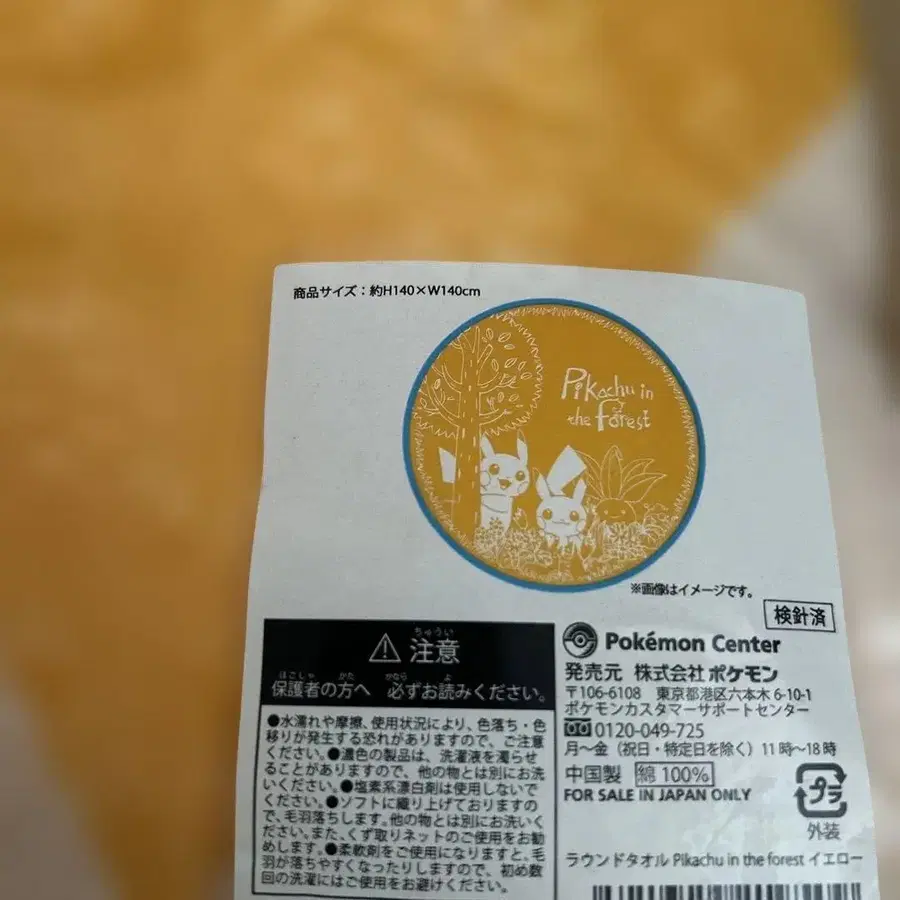 商品サイズ：約H140×W140cm
Pikachu in
the forest
※画像はイメージです。
検針済
ちゅうい
⚠ 注意
ほごしゃ かた かなら よ
保護者の方へ 必ずお読みください。
●水濡れや摩擦、使用状況により、色落ち・色
移りが発生する恐れがありますので、ご注意
ください。●濃色の製品は、洗濯液を濁らせ
ることがありますので、他の物とは別にお洗
いください。●塩素系漂白剤は使用しないで
ください。●ソフトに織り上げておりますの
で、毛羽落ちします。他の物とは別にお洗いく
ださい。また、くず取りネットのご使用をお勧
めします。●柔軟剤をご使用になりますと、毛
羽が落ちやすくなったりしますので、初め数
回の洗濯にはご使用をお避けください。
Pokémon Center
発売元 株式会社 ポケモン
〒106-6108 東京都港区六本木 6-10-1
ポケモンカスタマーサポートセンター
0120-049-725
月～金（祝日・特定日を除く）11時～18時
中国製 綿 100%
FOR SALE IN JAPAN ONLY
プラ
外装
ラウンドタオル Pikachu in the forest イエロー